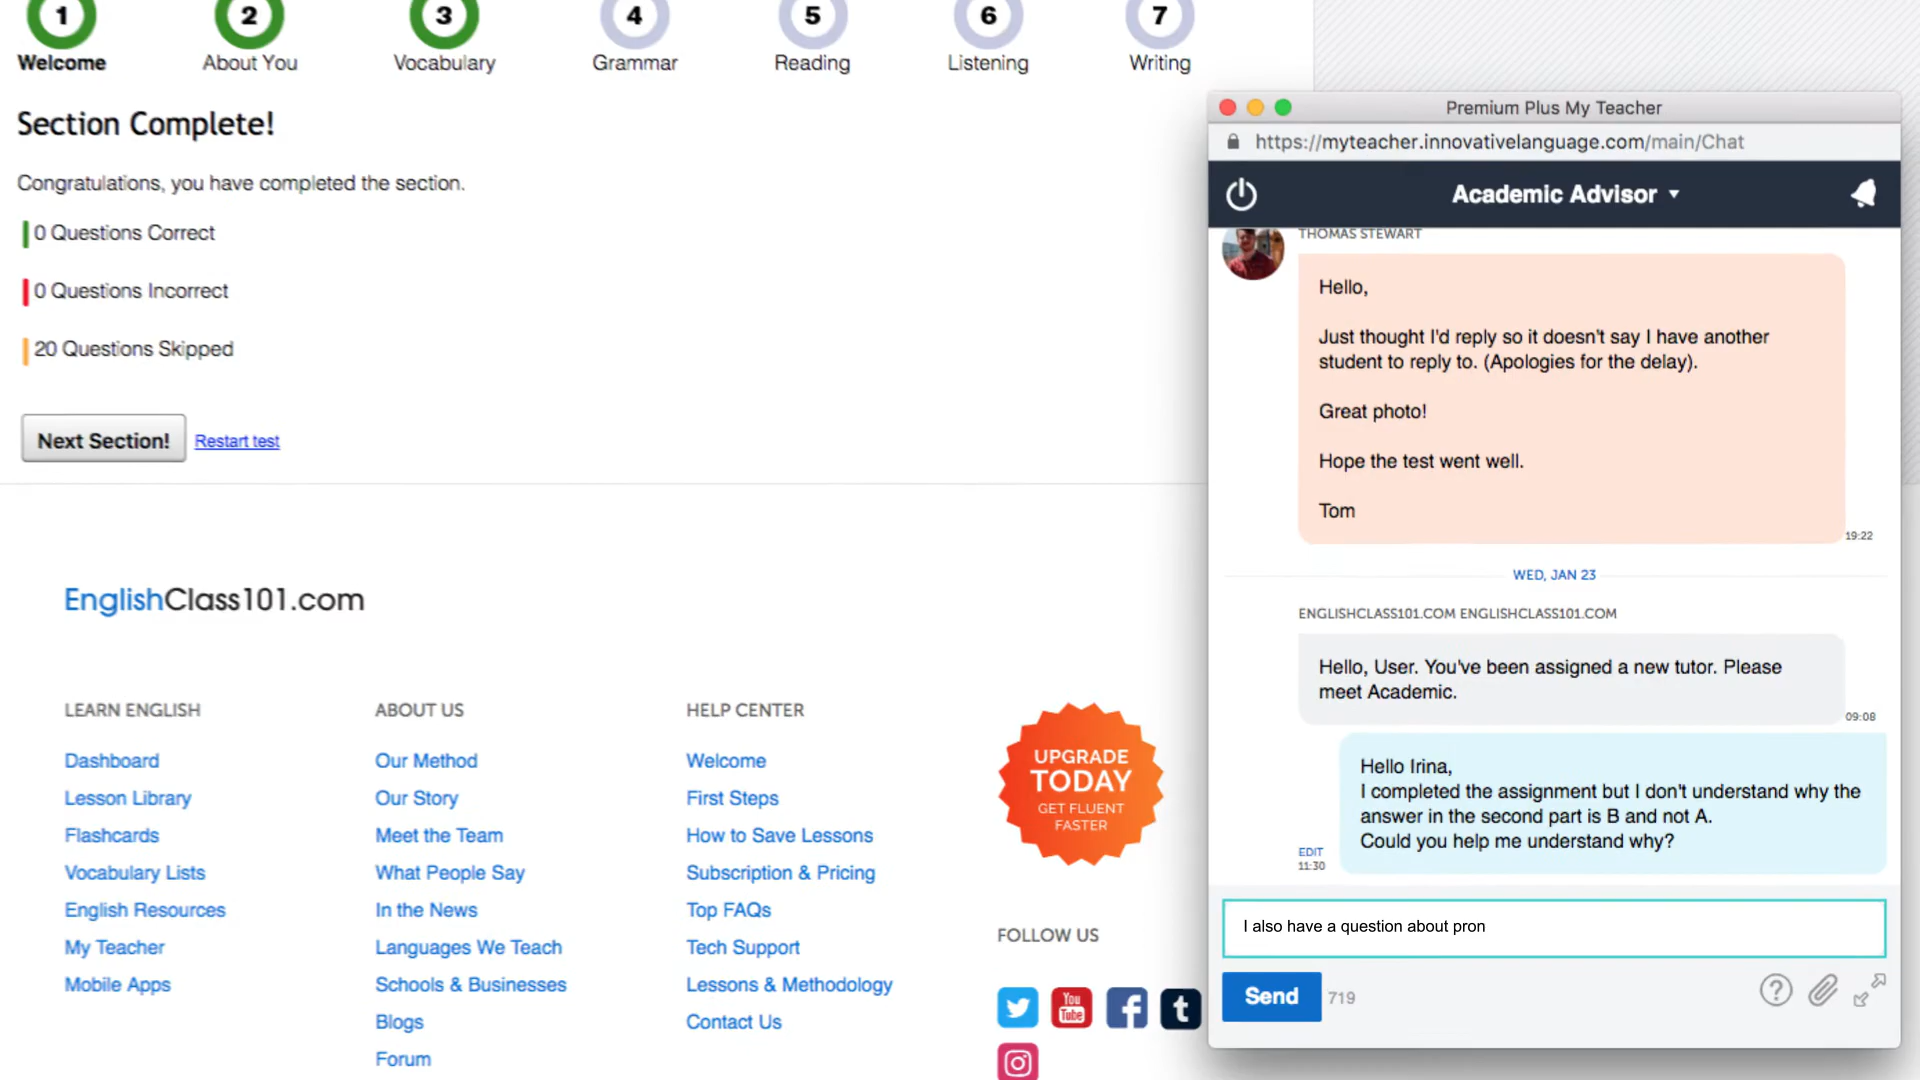 1 2 3 4 5 6 7
Welcome About You Vocabulary Grammar Reading Listening Writing
Section Complete!
Congratulations, you have completed the section.
0 Questions Correct
0 Questions Incorrect
20 Questions Skipped
Next Section! Restart test
EnglishClass101.com
LEARN ENGLISH
Dashboard
Lesson Library
Flashcards
Vocabulary Lists
English Resources
My Teacher
Mobile Apps
ABOUT US
Our Method
Our Story
Meet the Team
What People Say
In the News
Languages We Teach
Schools & Businesses
Blogs
Forum
HELP CENTER
Welcome
First Steps
How to Save Lessons
Subscription & Pricing
Top FAQs
Tech Support
Lessons & Methodology
Contact Us
UPGRADE
TODAY
GET FLUENT
FASTER
FOLLOW US
You
Tube
f
t
Premium Plus My Teacher
https://myteacher.innovativelanguage.com/main/Chat
Academic Advisor
THOMAS STEWART
Hello,
Just thought I'd reply so it doesn't say I have another
student to reply to. (Apologies for the delay).
Great photo!
Hope the test went well.
Tom
19:22
WED, JAN 23
ENGLISHCLASS101.COM ENGLISHCLASS101.COM
Hello, User. You've been assigned a new tutor. Please
meet Academic.
09:08
Hello Irina,
I completed the assignment but I don't understand why the
answer in the second part is B and not A.
Could you help me understand why?
EDIT
11:30
I also have a question about pron
Send 719 ?